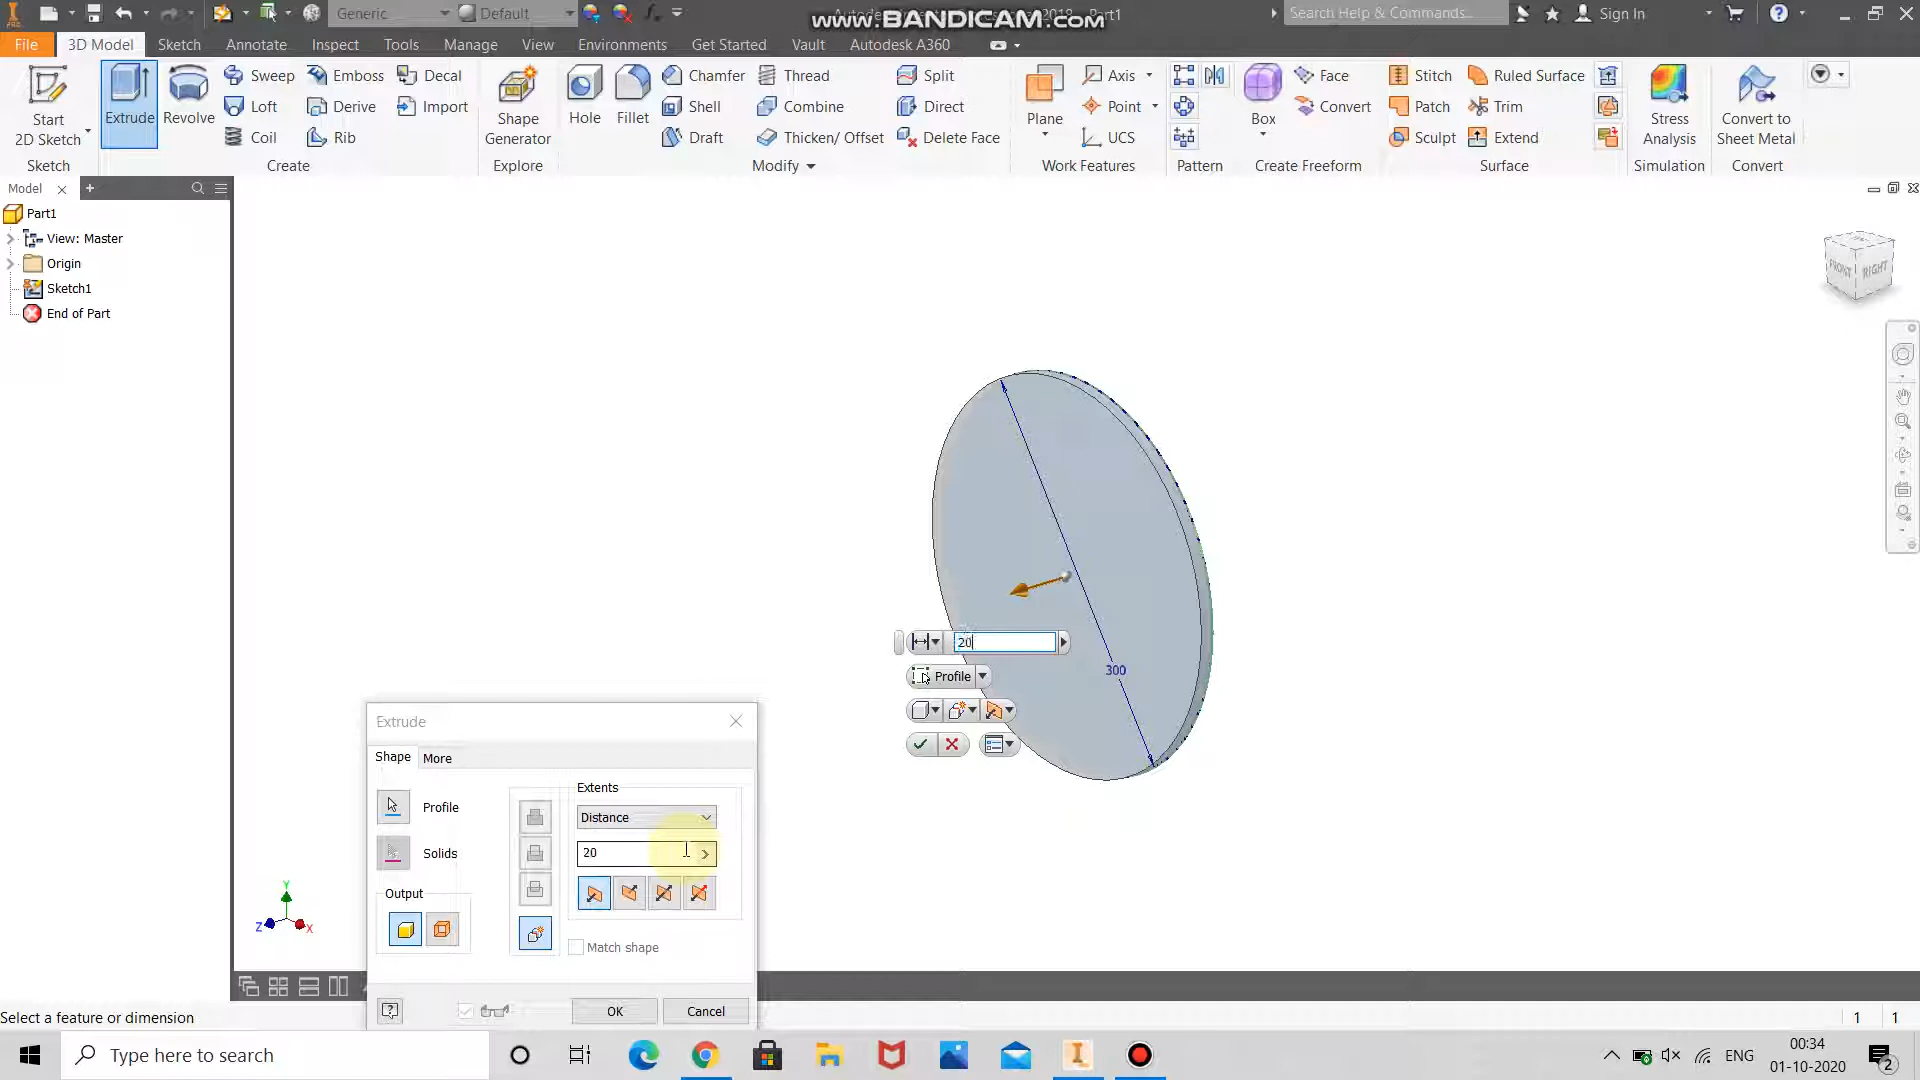 Generic
Default
www.BANDICAM.com
2018
Part1
Search Help & Commands...
Sign In
File
3D Model
Sketch
Annotate
Inspect
Tools
Manage
View
Environments
Get Started
Vault
Autodesk A360
Start
2D Sketch
Extrude
Revolve
Sweep
Loft
Coil
Emboss
Derive
Rib
Decal
Import
Shape
Generator
Hole
Fillet
Chamfer
Shell
Draft
Thread
Combine
Thicken/ Offset
Split
Direct
Delete Face
Plane
Axis
Point
UCS
Box
Face
Convert
Stitch
Patch
Sculpt
Ruled Surface
Trim
Extend
Stress
Analysis
Convert to
Sheet Metal
Sketch
Create
Explore
Modify
Work Features
Pattern
Create Freeform
Surface
Simulation
Convert
Model
Part1
View: Master
Origin
Sketch1
End of Part
FRONT
RIGHT
20
Profile
300
Extrude
Shape
More
Profile
Solids
Output
Extents
Distance
20
Match shape
OK
Cancel
Y
Z
X
Select a feature or dimension
1
1
Type here to search
ENG
00:34
01-10-2020
2